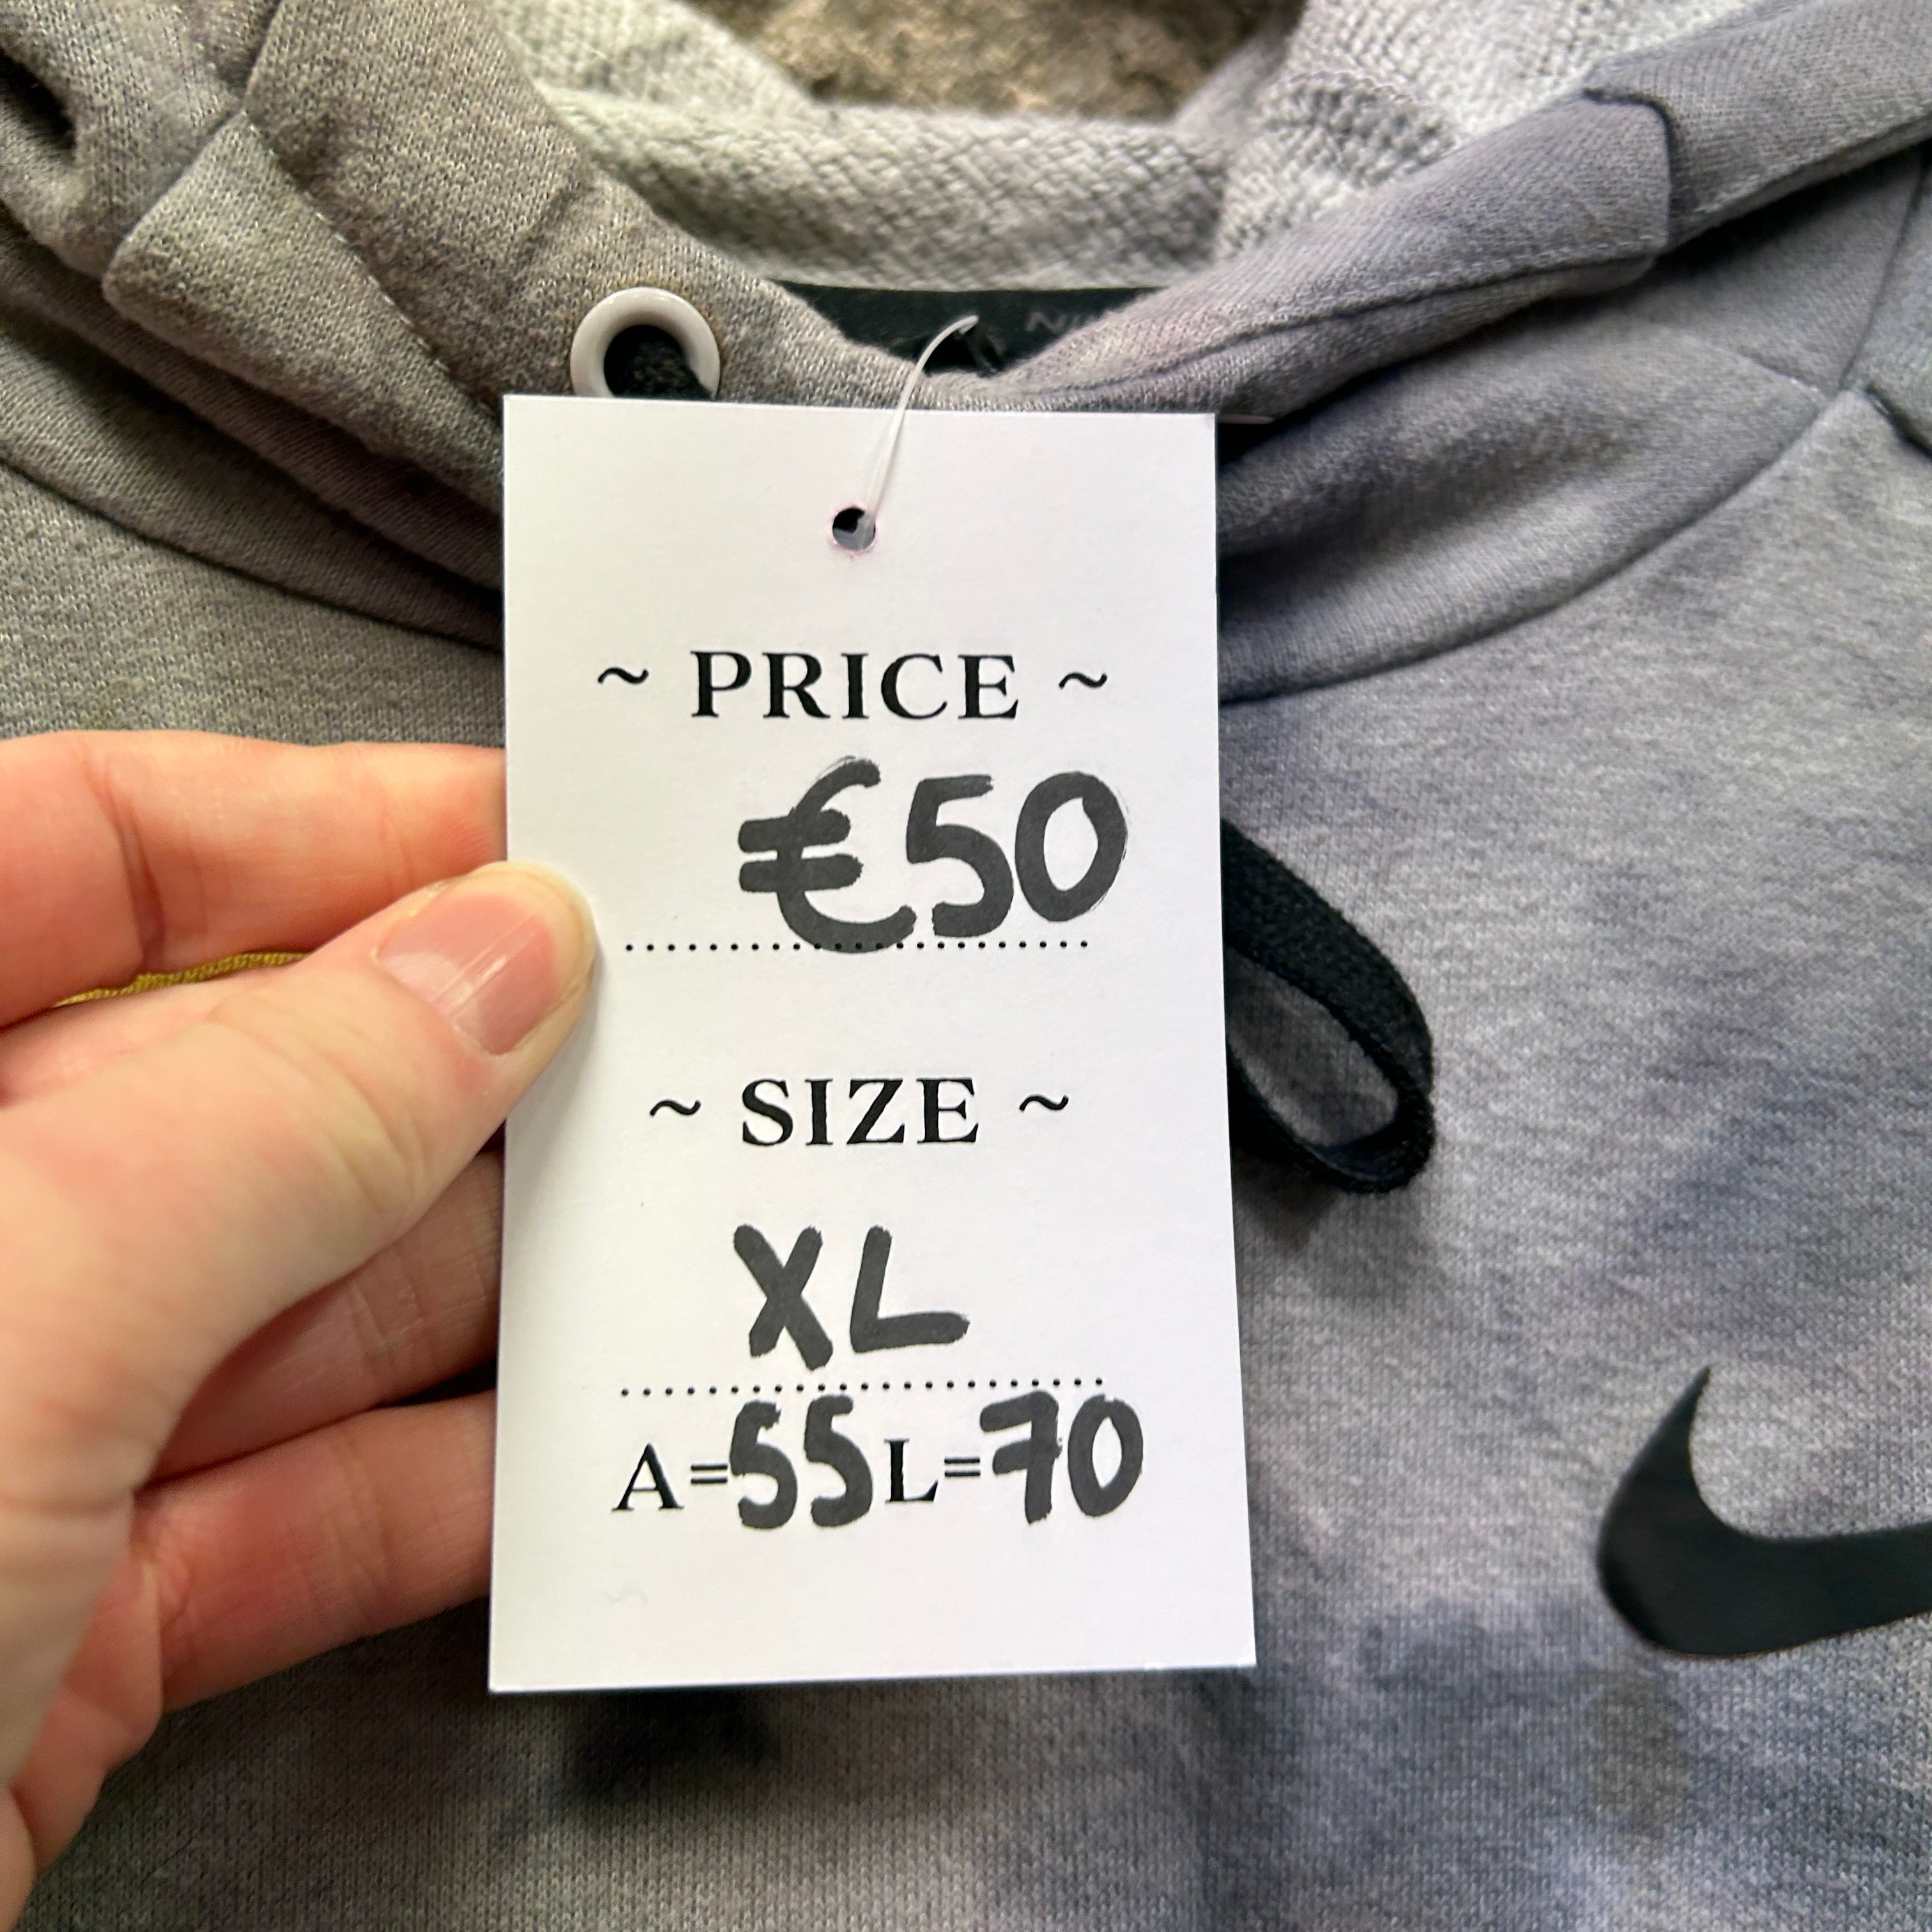 ~ PRICE ~
€50
~ SIZE ~
XL
A=55 L=70